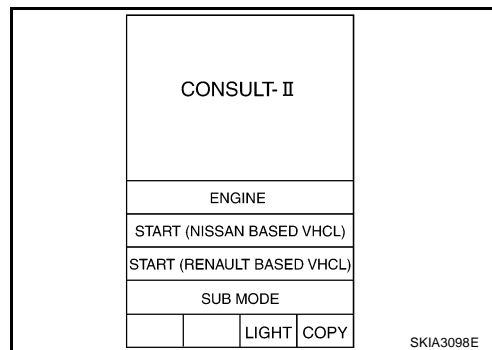 CONSULT-II
ENGINE
START (NISSAN BASED VHCL)
START (RENAULT BASED VHCL)
SUB MODE
LIGHT COPY
SKIA3098E